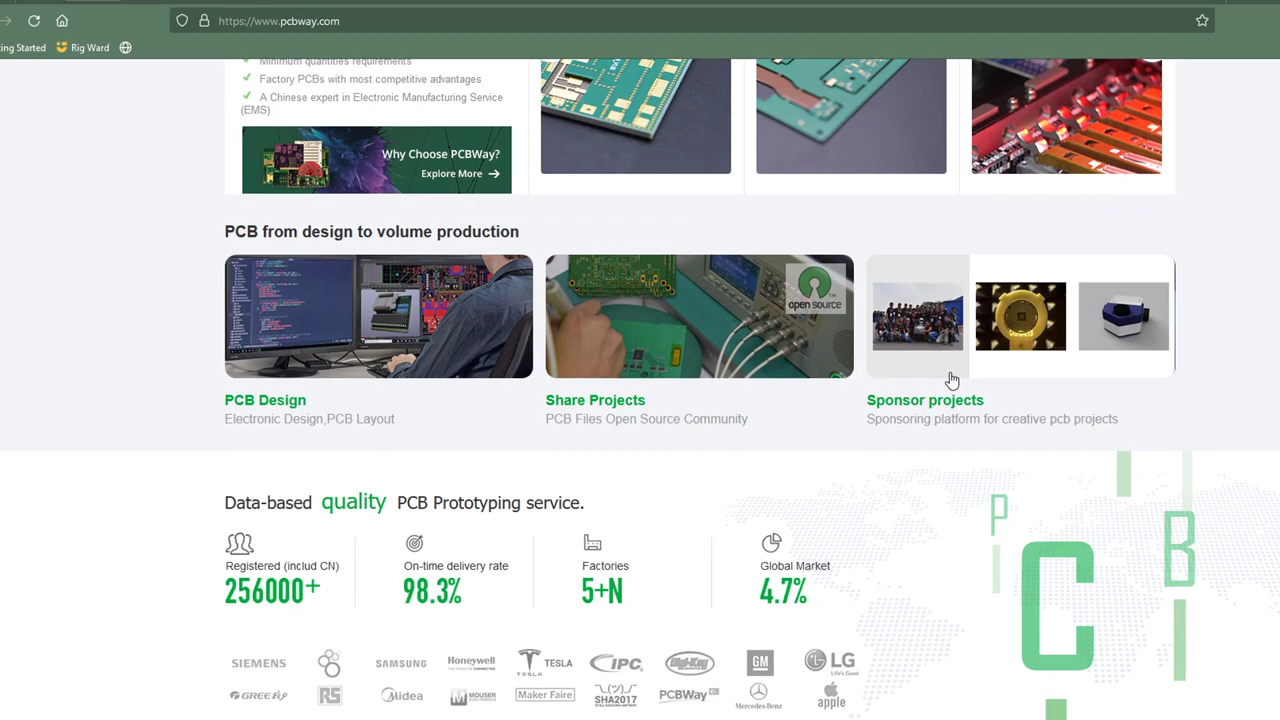 https://www.pcbway.com
ing Started
Rig Ward
Minimum quantities requirements
Factory PCBs with most competitive advantages
A Chinese expert in Electronic Manufacturing Service
(EMS)
Why Choose PCBWay?
Explore More →
PCB from design to volume production
open source
PCB Design
Electronic Design,PCB Layout
Share Projects
PCB Files Open Source Community
Sponsor projects
Sponsoring platform for creative pcb projects
Data-based quality PCB Prototyping service.
Registered (includ CN)
256000+
On-time delivery rate
98.3%
Factories
5+N
Global Market
4.7%
P
C
B
SIEMENS
SAMSUNG
Honeywell
TESLA
IPC
Digi-Key
GM
LG
Life's Good
GREE
RS
Midea
MOUSER
ELECTRONICS
Maker Faire
SHA2017
PCBWay
Mercedes-Benz
apple